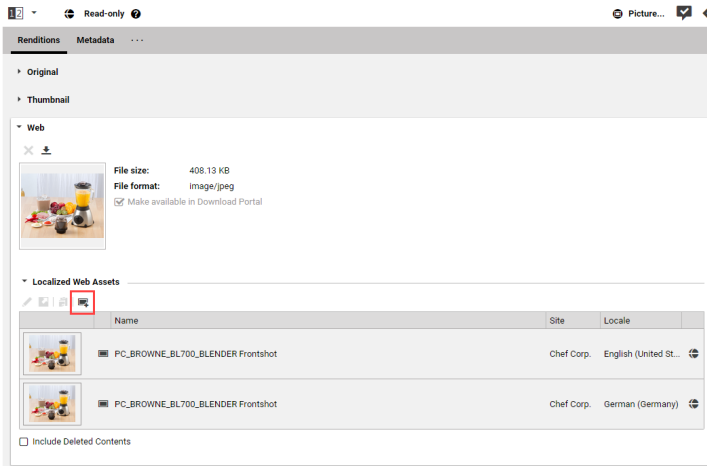 12 Read-only Picture...
Renditions Metadata ...
Original
Thumbnail
Web
File size: 408.13 KB
File format: image/jpeg
Make available in Download Portal
Localized Web Assets
Name Site Locale
PC_BROWNE_BL700_BLENDER Frontshot Chef Corp. English (United St...
PC_BROWNE_BL700_BLENDER Frontshot Chef Corp. German (Germany)
Include Deleted Contents